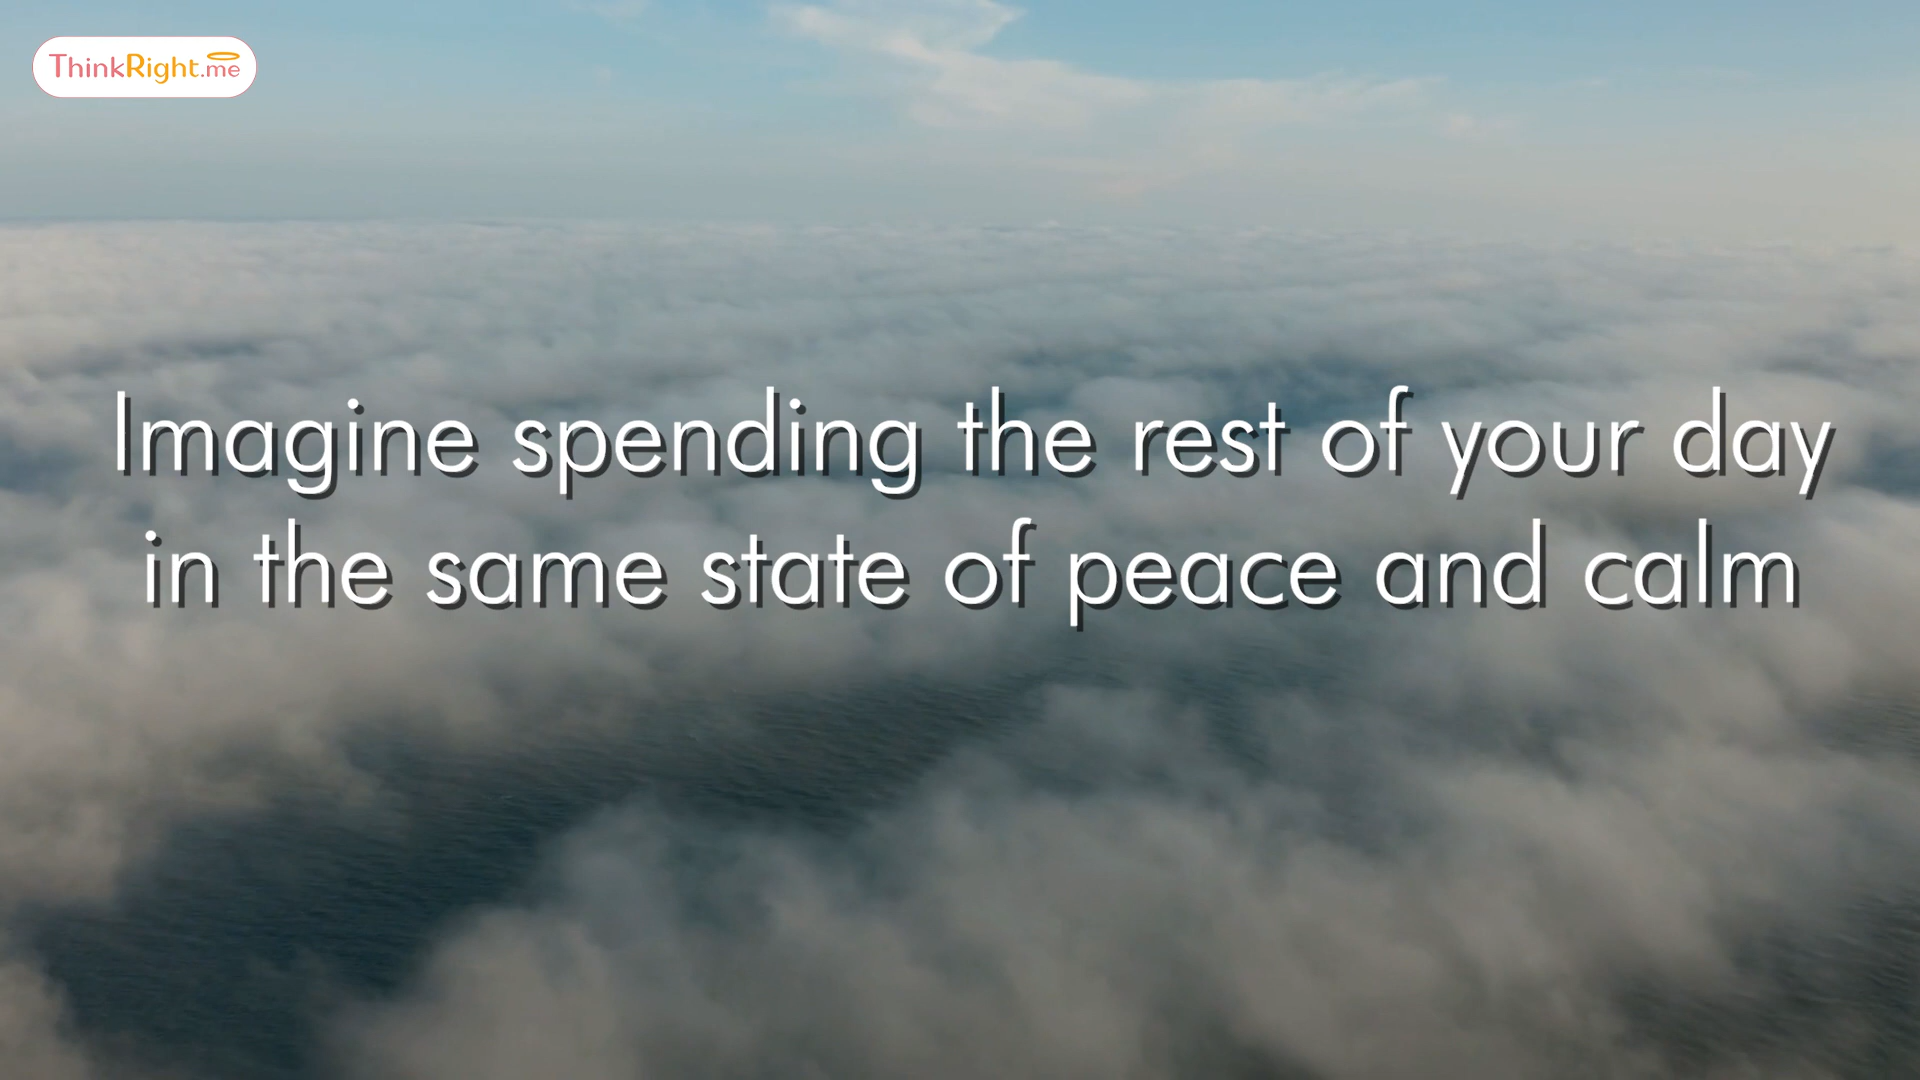 ThinkRight.me
Imagine spending the rest of your day
in the same state of peace and calm